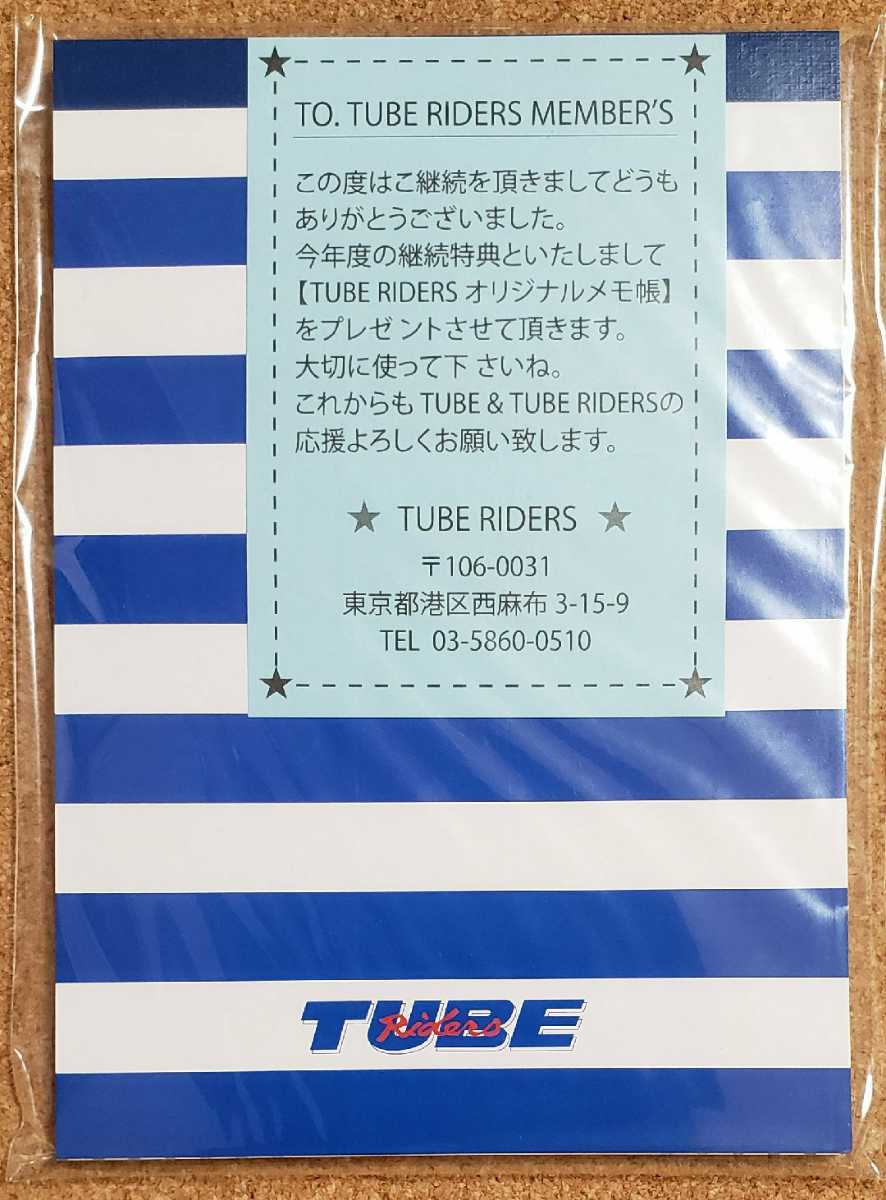 TO. TUBE RIDERS MEMBER'S
この度はこ継続を頂きましてどうも
ありがとうございました。
今年度の継続特典といたしまして
【TUBE RIDERS オリジナルメモ帳】
をプレゼントさせて頂きます。
大切に使って下 さいね。
これからも TUBE & TUBE RIDERSの
応援よろしくお願い致します。
★ TUBE RIDERS ★
〒106-0031
東京都港区西麻布 3-15-9
TEL 03-5860-0510
TUBE
Riders